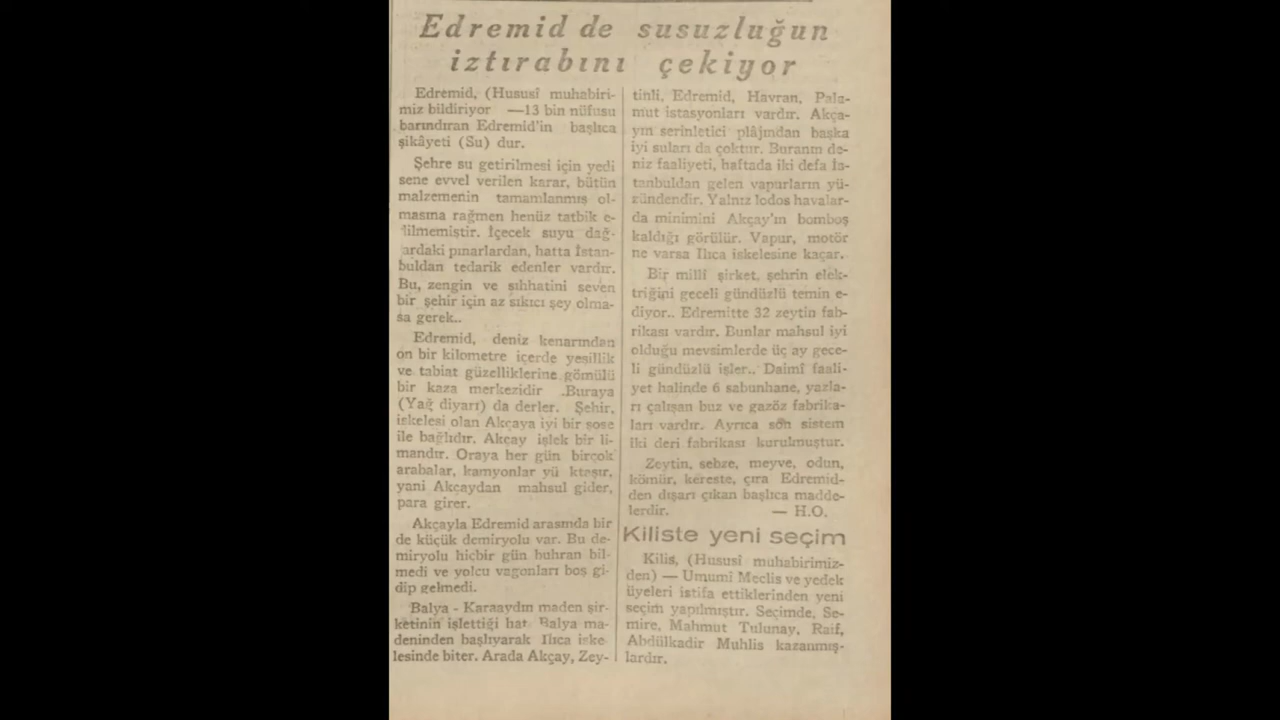 Edremid de susuzluğun
iztırabını çekiyor
Edremid, (Hususî muhabiri-
miz bildiriyor —13 bin nüfusu
barındıran Edremid'in başlıca
şikâyeti (Su) dur.
Şehre su getirilmesi için yedi
sene evvel verilen karar, bütün
malzemenin tamamlanmış ol-
masına rağmen henüz tatbik e-
dilmemiştir. İçecek suyu dağ-
lardaki pınarlardan, hatta İstan-
buldan tedarik edenler vardır.
Bu, zengin ve sıhhatini seven
bir şehir için az sıkıcı şey olma-
sa gerek..
Edremid, deniz kenarından
on bir kilometre içerde yeşillik
ve tabiat güzelliklerine gömülü
bir kaza merkezidir .Buraya
(Yağ diyarı) da derler. Şehir,
iskelesi olan Akçaya iyi bir şose
ile bağlıdır. Akçay işlek bir li-
mandır. Oraya her gün birçok
arabalar, kamyonlar yü ktaşır,
yani Akçaydan mahsul gider,
para girer.
Akçayla Edremid arasında bir
de küçük demiryolu var. Bu de-
miryolu hiçbir gün buhran bil-
medi ve yolcu vagonları boş gi-
dip gelmedi.
Balya - Karaaydın maden şir-
ketinin işlettiği hat Balya ma-
deninden başlıyarak Ilıca iske
lesinde biter. Arada Akçay, Zey-
tinli, Edremid, Havran, Pala-
mut istasyonları vardır. Akça-
yın serinletici plâjından başka
iyi suları da çoktur. Buranın de-
niz faaliyeti, haftada iki defa İs-
tanbuldan gelen vapurların yü-
zündendir. Yalnız lodos havalar-
da minimini Akçay'ın bomboş
kaldığı görülür. Vapur, motör
ne varsa Ilıca iskelesine kaçar.
Bir millî şirket, şehrin elek-
triğini geceli gündüzlü temin e-
diyor.. Edremitte 32 zeytin fab-
rikası vardır. Bunlar mahsul iyi
olduğu mevsimlerde üç ay gece-
li gündüzlü işler.. Daimî faali-
yet halinde 6 sabunhane, yazla-
rı çalışan buz ve gazöz fabrika-
ları vardır. Ayrıca son sistem
iki deri fabrikası kurulmuştur.
Zeytin, sebze, meyve, odun,
kömür, kereste, çıra Edremid-
den dışarı çıkan başlıca madde-
lerdir. — H.O.
Kiliste yeni seçim
Kilis, (Hususî muhabirimiz-
den) — Umumî Meclis ve yedek
üyeleri istifa ettiklerinden yeni
seçim yapılmıştır. Seçimde, Se-
mire, Mahmut Tulunay, Raif,
Abdülkadir Muhlis kazanmış-
lardır.